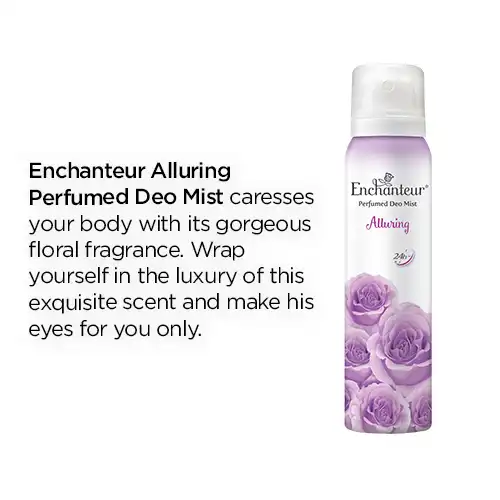 Enchanteur Alluring
Perfumed Deo Mist caresses
your body with its gorgeous
floral fragrance. Wrap
yourself in the luxury of this
exquisite scent and make his
eyes for you only.
Enchanteur®
Perfumed Deo Mist
Alluring
24h